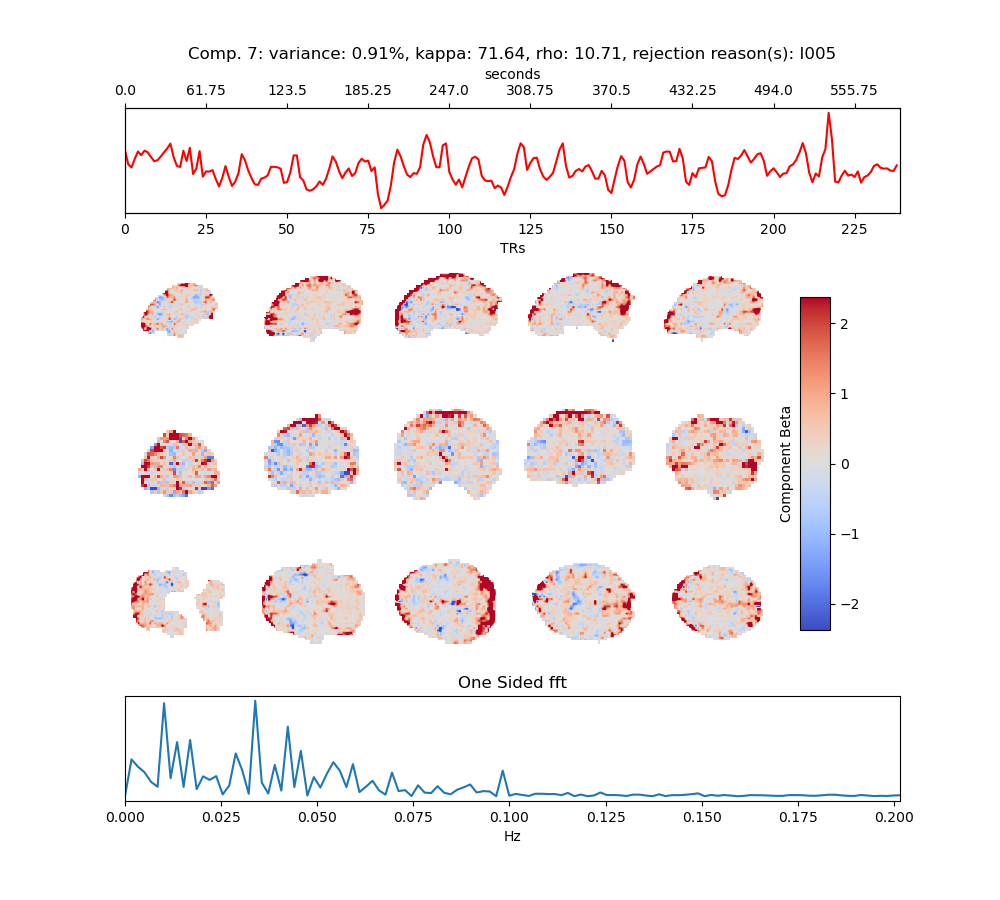 Comp. 7: variance: 0.91%, kappa: 71.64, rho: 10.71, rejection reason(s): I005
seconds
0.0 61.75 123.5 185.25 247.0 308.75 370.5 432.25 494.0 555.75
0 25 50 75 100 125 150 175 200 225
TRs
2
1
0
−1
−2
Component Beta
One Sided fft
0.000 0.025 0.050 0.075 0.100 0.125 0.150 0.175 0.200
Hz